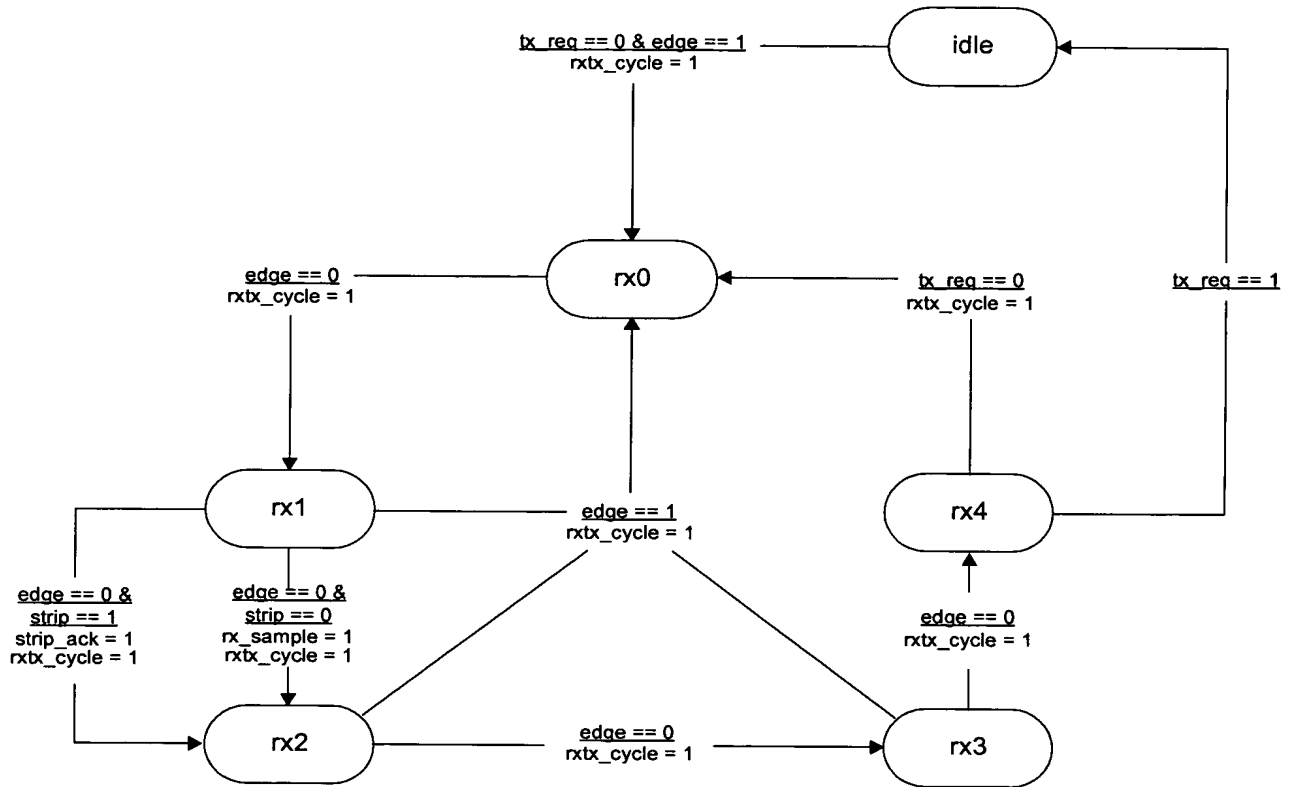 tx_req == 0 & edge == 1
rxtx_cycle = 1
idle
edge == 0
rxtx_cycle = 1
rx0
tx_req == 0
rxtx_cycle = 1
tx_req == 1
rx1
edge == 1
rxtx_cycle = 1
rx4
edge == 0 &
strip == 1
strip_ack = 1
rxtx_cycle = 1
edge == 0 &
strip == 0
rx_sample = 1
rxtx_cycle = 1
edge == 0
rxtx_cycle = 1
rx2
edge == 0
rxtx_cycle = 1
rx3